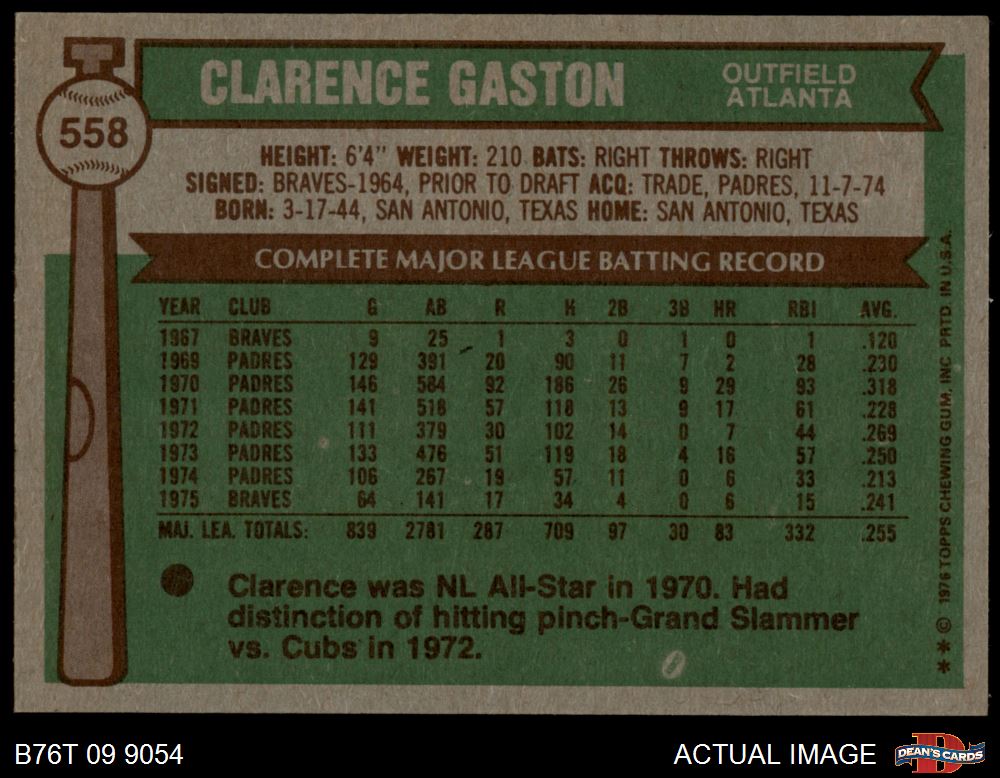 558
CLARENCE GASTON
OUTFIELD
ATLANTA
HEIGHT: 6'4" WEIGHT: 210 BATS: RIGHT THROWS: RIGHT
SIGNED: BRAVES-1964, PRIOR TO DRAFT ACQ: TRADE, PADRES, 11-7-74
BORN: 3-17-44, SAN ANTONIO, TEXAS HOME: SAN ANTONIO, TEXAS
COMPLETE MAJOR LEAGUE BATTING RECORD
YEAR CLUB G AB R H 2B 3B HR RBI AVG.
1967 BRAVES 9 25 1 3 0 1 0 1 .120
1969 PADRES 129 391 20 90 11 7 2 28 .230
1970 PADRES 146 584 92 186 26 9 29 93 .318
1971 PADRES 141 518 57 118 13 9 17 61 .228
1972 PADRES 111 379 30 102 14 0 7 44 .269
1973 PADRES 133 476 51 119 18 4 16 57 .250
1974 PADRES 106 267 19 57 11 0 6 33 .213
1975 BRAVES 64 141 17 34 4 0 6 15 .241
MAJ. LEA. TOTALS: 839 2781 287 709 97 30 83 332 .255
Clarence was NL All-Star in 1970. Had
distinction of hitting pinch-Grand Slammer
vs. Cubs in 1972.
** © 1976 TOPPS CHEWING GUM, INC. PRTD. IN U.S.A.
B76T 09 9054
ACTUAL IMAGE
DEAN'S CARDS